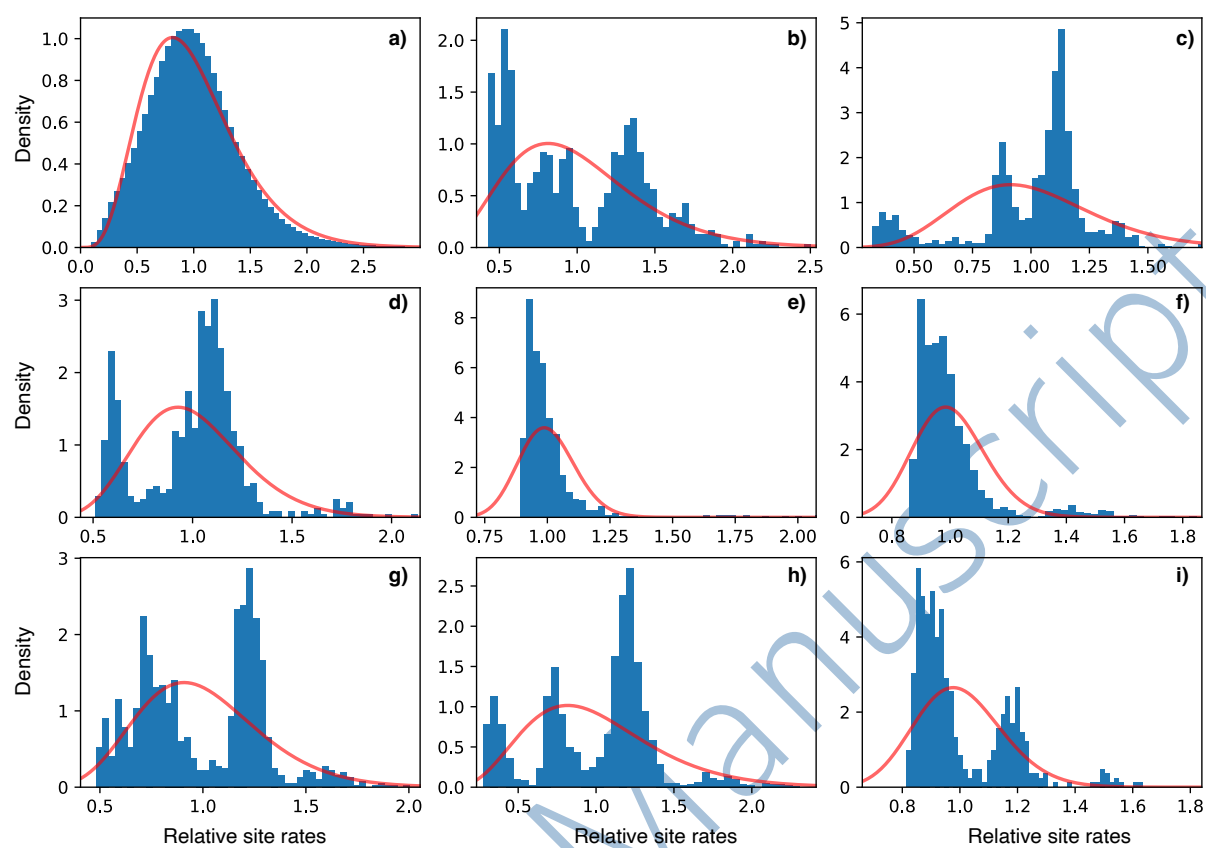 a)
b)
c)
Density
1.0
0.8
0.6
0.4
0.2
0.0
0.0 0.5 1.0 1.5 2.0 2.5
2.0
1.5
1.0
0.5
0.0
0.5 1.0 1.5 2.0 2.5
5
4
3
2
1
0
0.50 0.75 1.00 1.25 1.50
d)
e)
f)
Density
3
2
1
0
0.5 1.0 1.5 2.0
8
6
4
2
0
0.75 1.00 1.25 1.50 1.75 2.00
6
4
2
0
0.8 1.0 1.2 1.4 1.6 1.8
g)
h)
i)
Density
3
2
1
0
0.5 1.0 1.5 2.0
2.5
2.0
1.5
1.0
0.5
0.0
0.5 1.0 1.5 2.0
6
4
2
0
0.8 1.0 1.2 1.4 1.6 1.8
Relative site rates
Relative site rates
Relative site rates
Manuscript